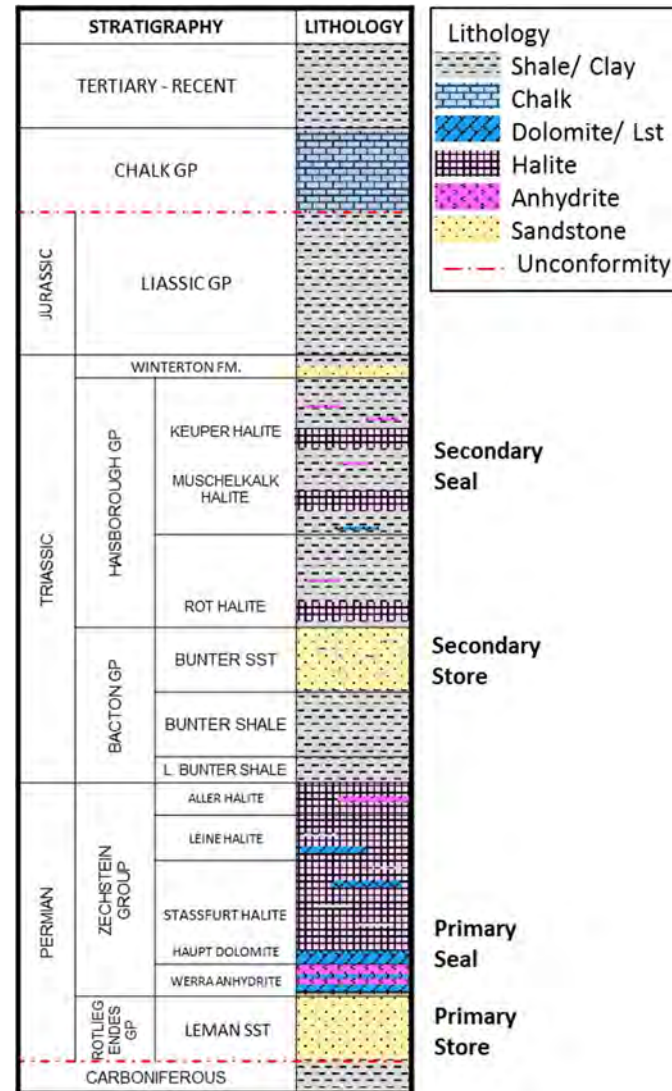 STRATIGRAPHY
LITHOLOGY
TERTIARY - RECENT
CHALK GP
JURASSIC
LIASSIC GP
TRIASSIC
WINTERTON FM.
HAISBOROUGH GP
KEUPER HALITE
MUSCHELKALK
HALITE
ROT HALITE
BACTON GP
BUNTER SST
BUNTER SHALE
L. BUNTER SHALE
PERMIAN
ZECHSTEIN
GROUP
ALLER HALITE
LEINE HALITE
STASSFURT HALITE
HAUPT DOLOMITE
WERRA ANHYDRITE
ROTLIEG
ENDES
GP
LEMAN SST
CARBONIFEROUS
Secondary
Seal
Secondary
Store
Primary
Seal
Primary
Store
Lithology
Shale/ Clay
Chalk
Dolomite/ Lst
Halite
Anhydrite
Sandstone
Unconformity